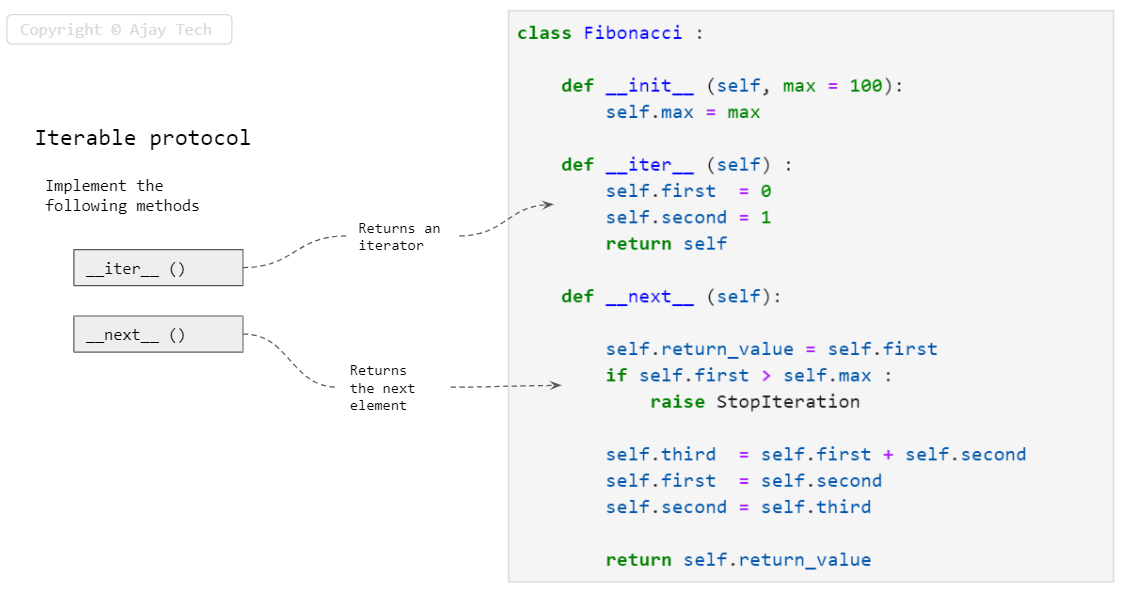 Copyright © Ajay Tech
Iterable protocol
Implement the
following methods
__iter__ ()
__next__ ()
Returns an
iterator
Returns
the next
element
class Fibonacci :
def __init__ (self, max = 100):
self.max = max
def __iter__ (self) :
self.first = 0
self.second = 1
return self
def __next__ (self):
self.return_value = self.first
if self.first > self.max :
raise StopIteration
self.third = self.first + self.second
self.first = self.second
self.second = self.third
return self.return_value